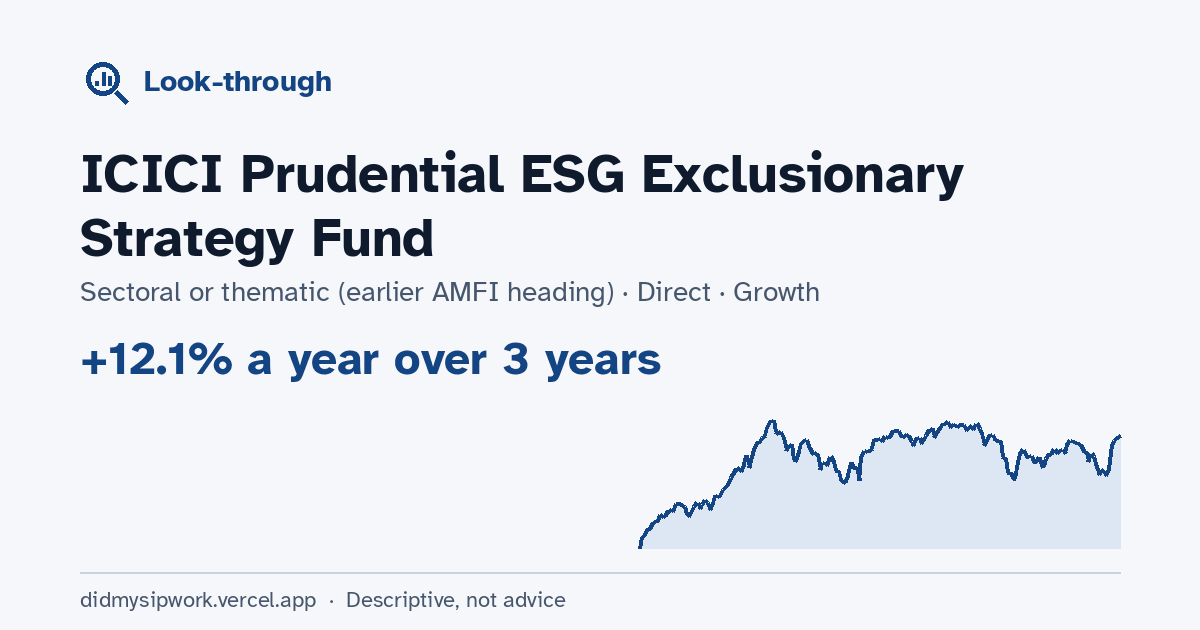 Look-through
ICICI Prudential ESG Exclusionary
Strategy Fund
Sectoral or thematic (earlier AMFI heading) · Direct · Growth
+12.1% a year over 3 years
didmysipwork.vercel.app · Descriptive, not advice